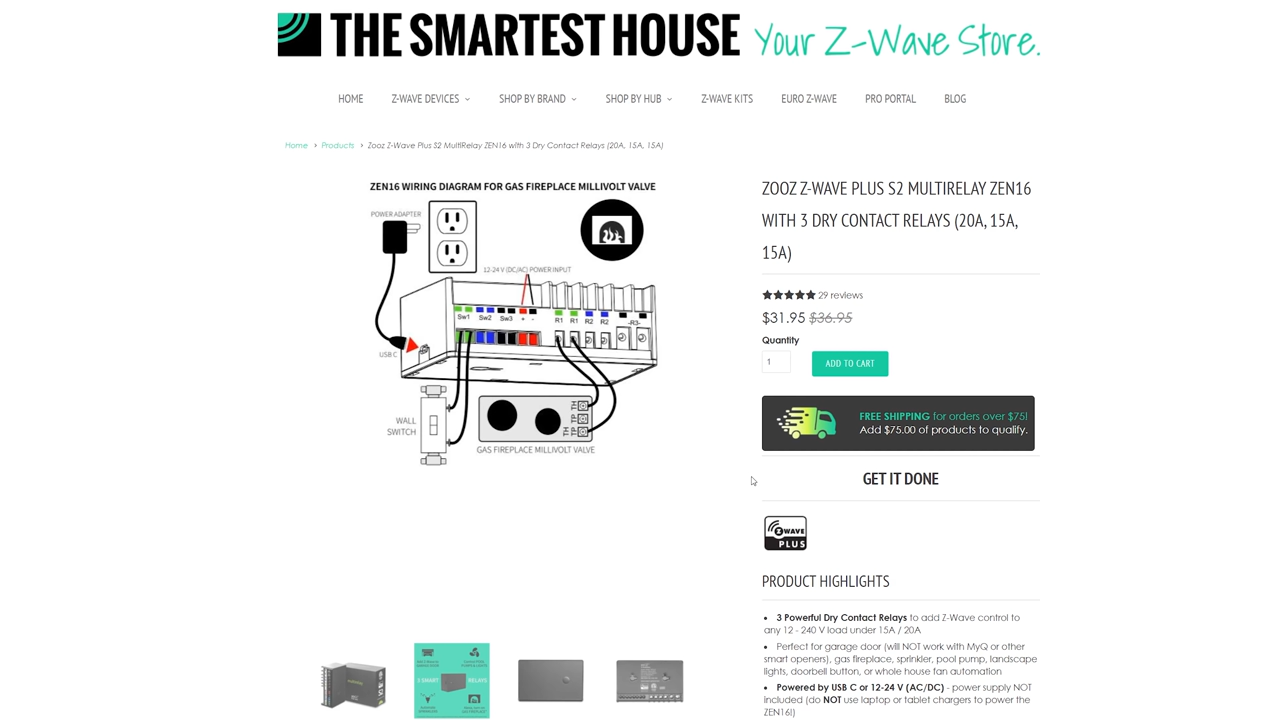 THE SMARTEST HOUSE Your Z-Wave Store.
HOME Z-WAVE DEVICES SHOP BY BRAND SHOP BY HUB Z-WAVE KITS EURO Z-WAVE PRO PORTAL BLOG
Home › Products › Zooz Z-Wave Plus S2 MultiRelay ZEN16 with 3 Dry Contact Relays (20A, 15A, 15A)
ZEN16 WIRING DIAGRAM FOR GAS FIREPLACE MILLIVOLT VALVE
POWER ADAPTER
12-24 V (DC/AC) POWER INPUT
Sw1 Sw2 Sw3 + - R1 R1 R2 R2 -R3-
USB C
WALL
SWITCH
TH
TP
TH TP
GAS FIREPLACE MILLIVOLT VALVE
3 SMART RELAYS
ZOOZ Z-WAVE PLUS S2 MULTIRELAY ZEN16
WITH 3 DRY CONTACT RELAYS (20A, 15A,
15A)
★★★★★ 29 reviews
$31.95 $36.95
Quantity
1 ADD TO CART
FREE SHIPPING for orders over $75!
Add $75.00 of products to qualify.
GET IT DONE
Z WAVE
PLUS
PRODUCT HIGHLIGHTS
• 3 Powerful Dry Contact Relays to add Z-Wave control to
any 12 - 240 V load under 15A / 20A
• Perfect for garage door (will NOT work with MyQ or other
smart openers), gas fireplace, sprinkler, pool pump, landscape
lights, doorbell button, or whole house fan automation
• Powered by USB C or 12-24 V (AC/DC) - power supply NOT
included (do NOT use laptop or tablet chargers to power the
ZEN16!)